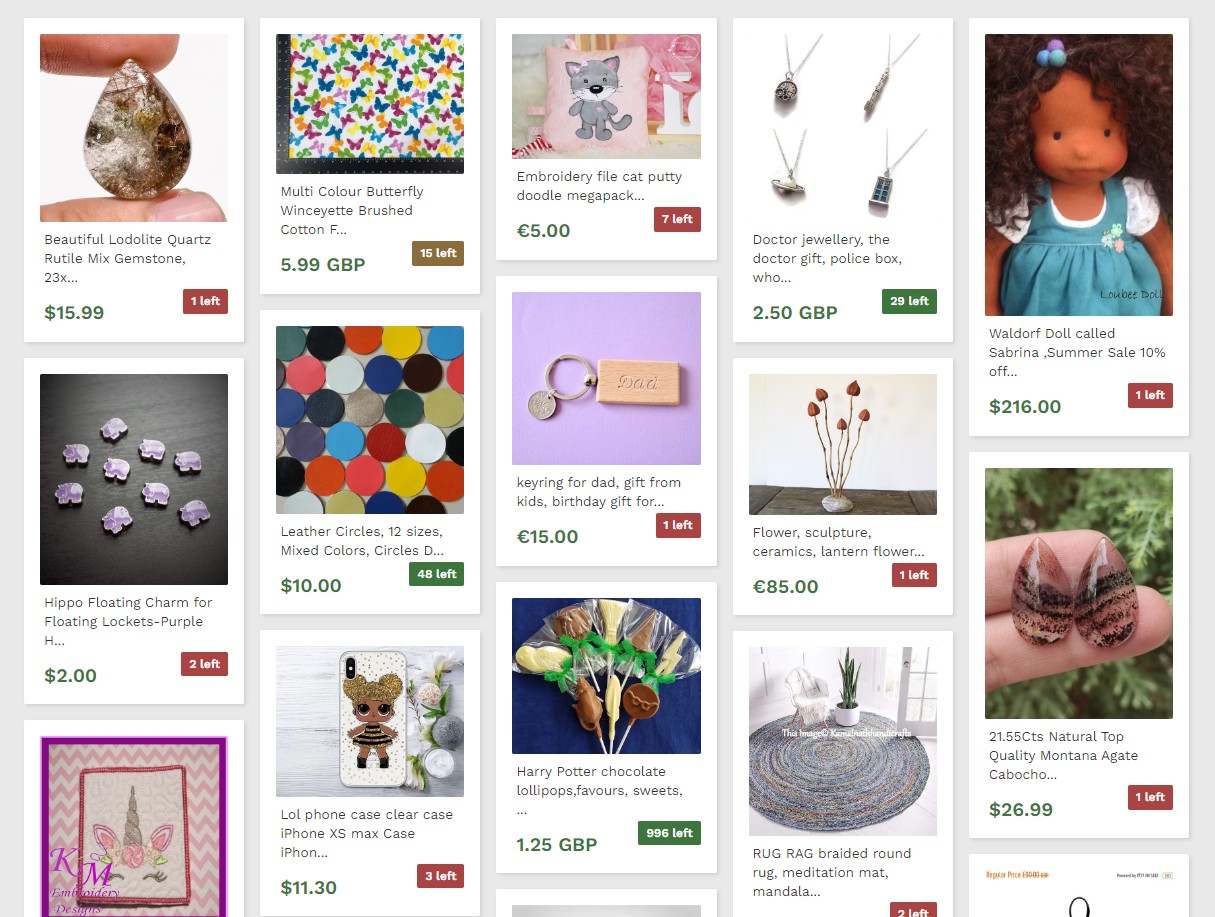 Beautiful Lodolite Quartz
Rutile Mix Gemstone,
23x...
$15.99
1 left
Hippo Floating Charm for
Floating Lockets-Purple
H...
$2.00
2 left
KM
Embroidery
Designs
Multi Colour Butterfly
Winceyette Brushed
Cotton F...
5.99 GBP
15 left
Leather Circles, 12 sizes,
Mixed Colors, Circles D...
$10.00
48 left
Lol phone case clear case
iPhone XS max Case
iPhon...
$11.30
3 left
Embroidery file cat putty
doodle megapack...
€5.00
7 left
Dad
keyring for dad, gift from
kids, birthday gift for...
€15.00
1 left
Harry Potter chocolate
lollipops,favours, sweets,
...
1.25 GBP
996 left
Doctor jewellery, the
doctor gift, police box,
who...
2.50 GBP
29 left
Flower, sculpture,
ceramics, lantern flower...
€85.00
1 left
This Image© Kamalnathhandicrafts
RUG RAG braided round
rug, meditation mat,
mandala...
2 left
Loubee Doll
Waldorf Doll called
Sabrina ,Summer Sale 10%
off...
$216.00
1 left
21.55Cts Natural Top
Quality Montana Agate
Cabocho...
$26.99
1 left
Regular Price